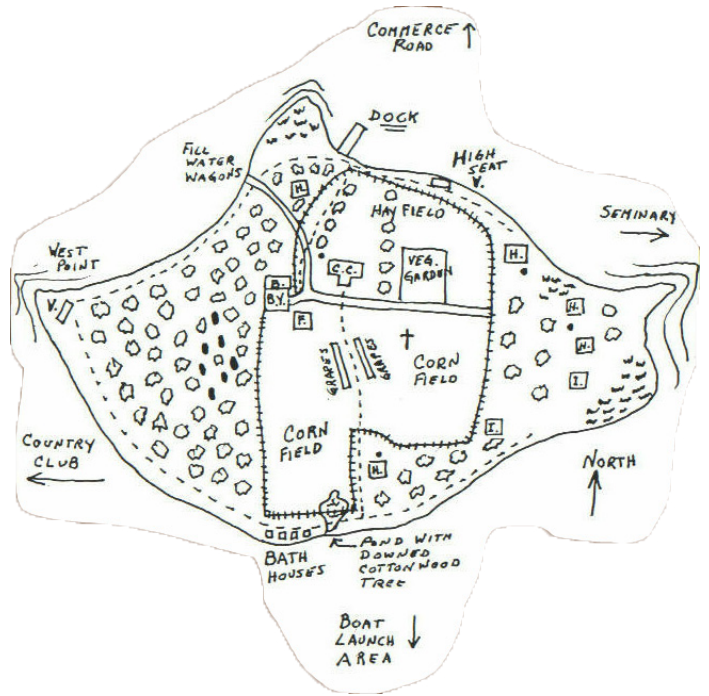 COMMERCE
ROAD
DOCK
FILL
WATER
WAGONS
HIGH
SEAT
V.
H.
HAY FIELD
SEMINARY
WEST
POINT
H.
C.C.
VEG.
GARDEN
B.
B.Y.
V.
H.
F.
H.
GRAPES
GRAPES
CORN
FIELD
I.
CORN
FIELD
I.
COUNTRY
CLUB
H.
NORTH
BATH
HOUSES
POND WITH
DOWNED
COTTONWOOD
TREE
BOAT
LAUNCH
AREA